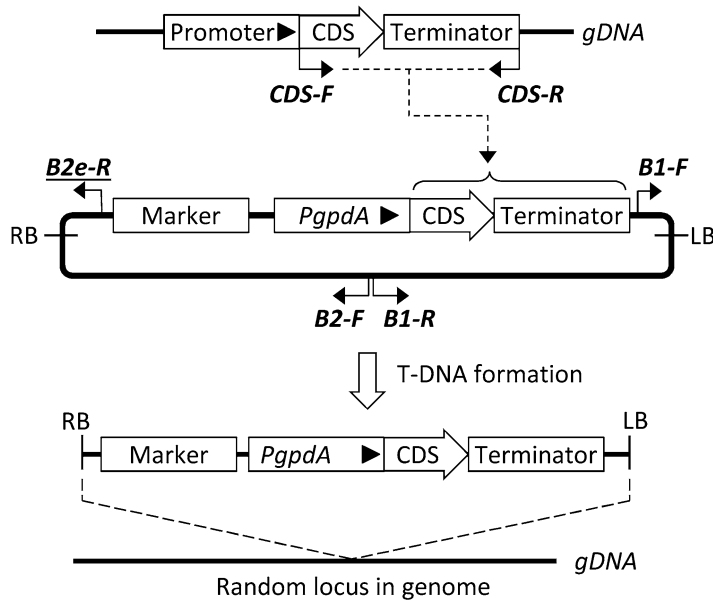 Promoter CDS Terminator gDNA
CDS-F CDS-R
B2e-R B1-F
Marker PgpdA CDS Terminator
RB LB
B2-F B1-R
T-DNA formation
RB LB
Marker PgpdA CDS Terminator
gDNA
Random locus in genome